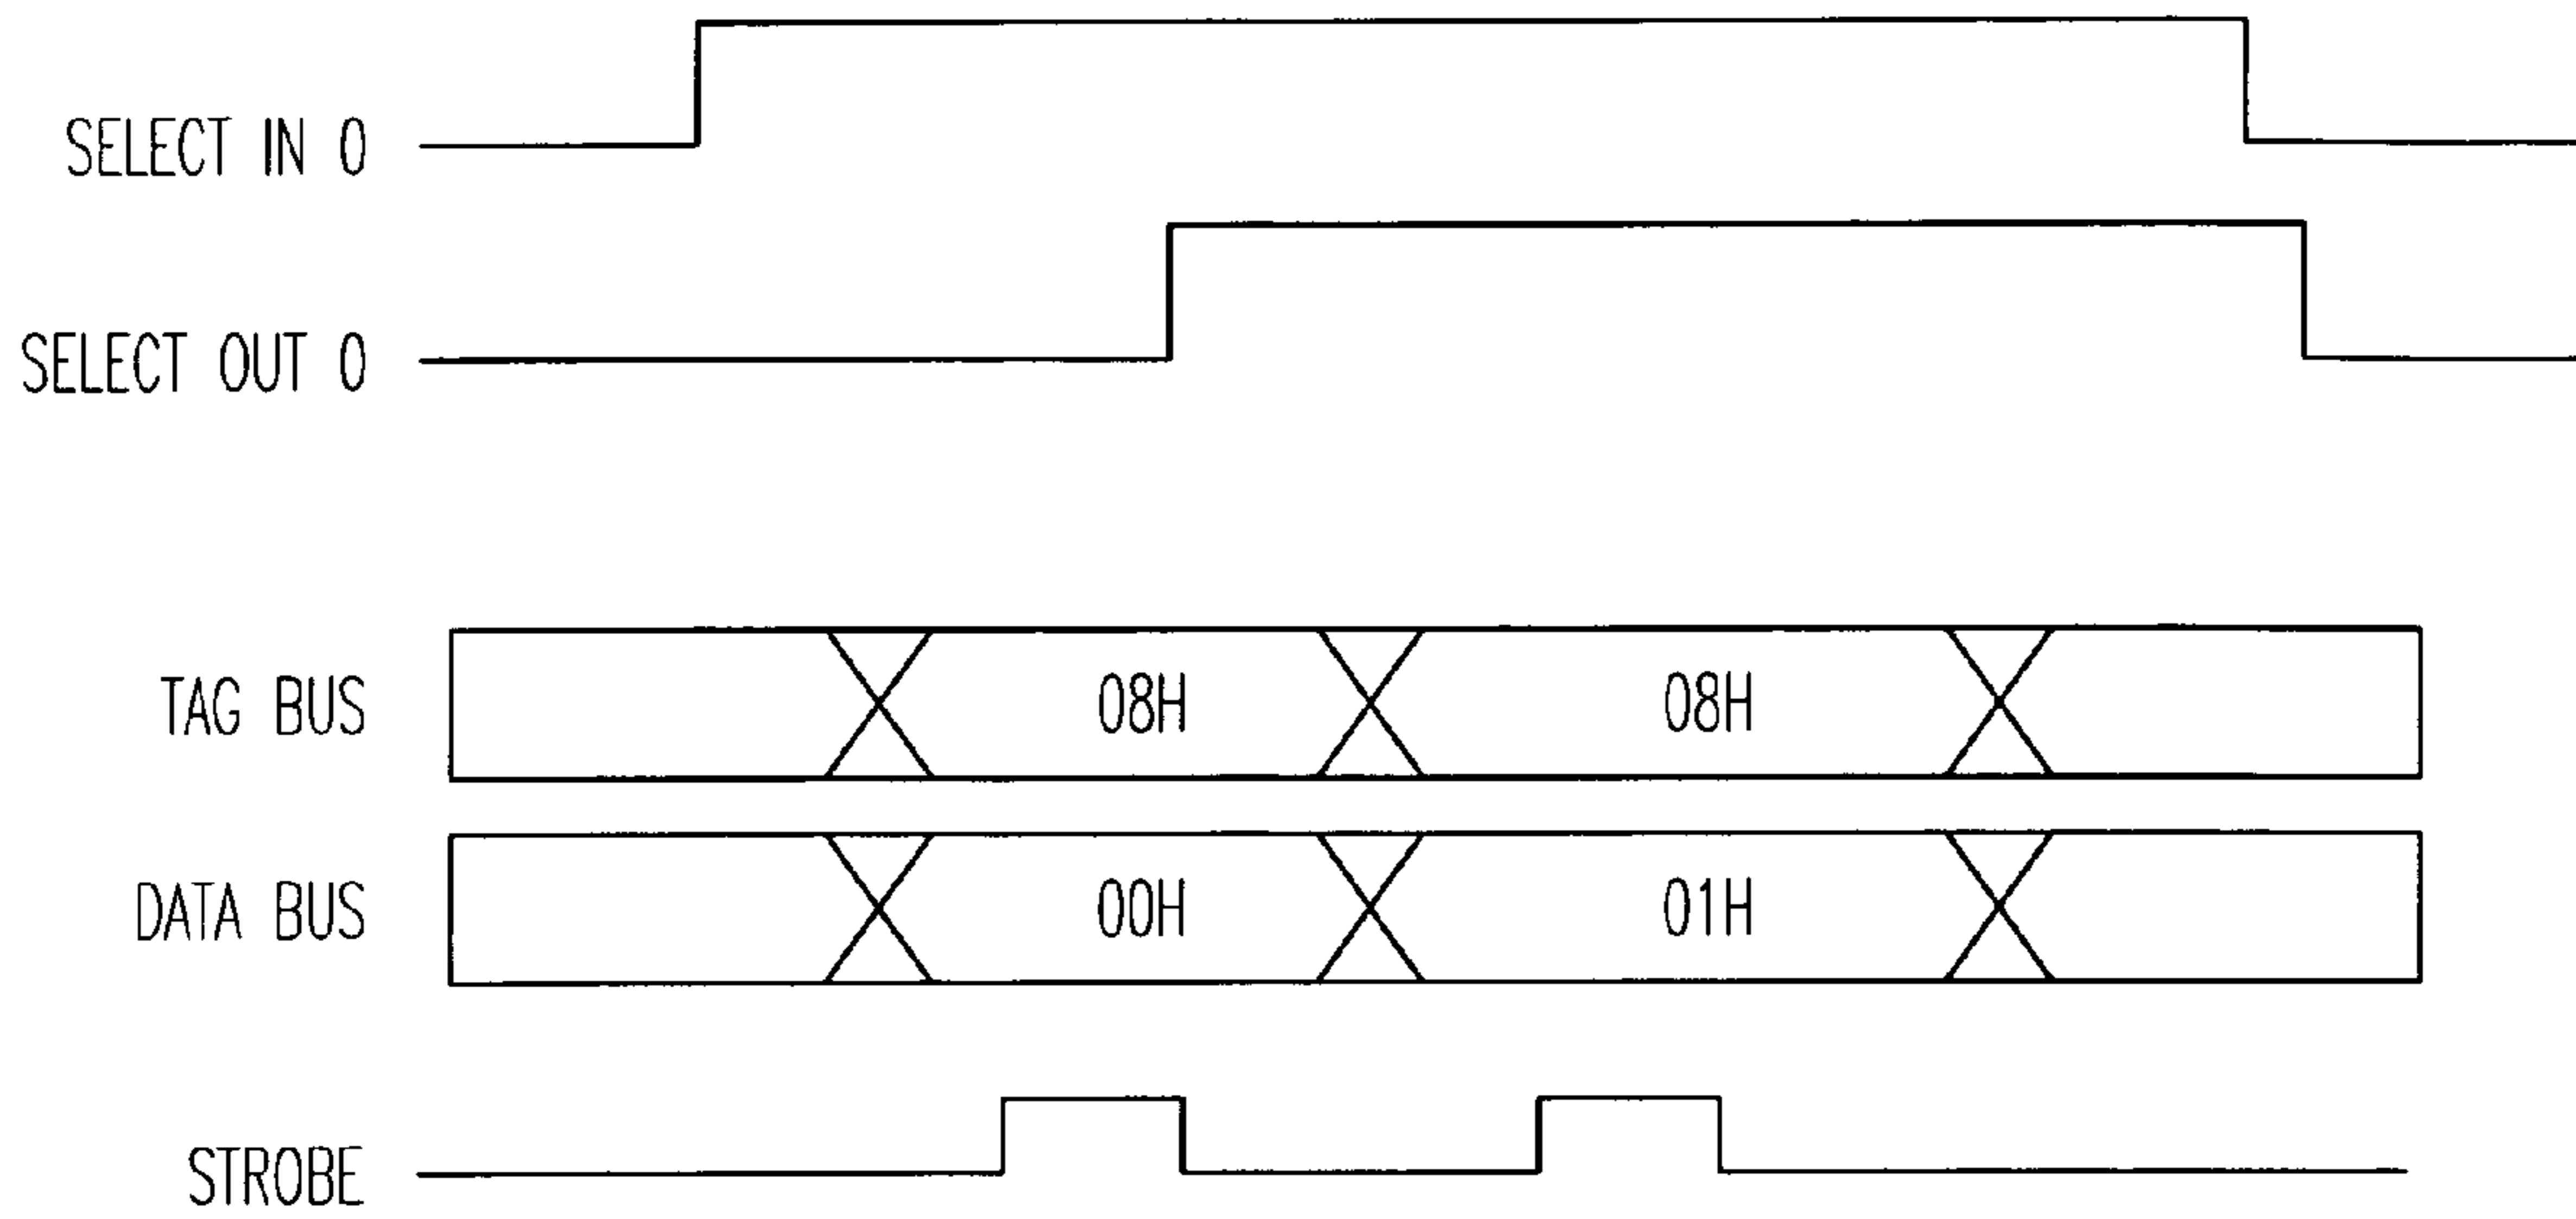 SELECT IN 0
SELECT OUT 0
TAG BUS 08H 08H
DATA BUS 00H 01H
STROBE